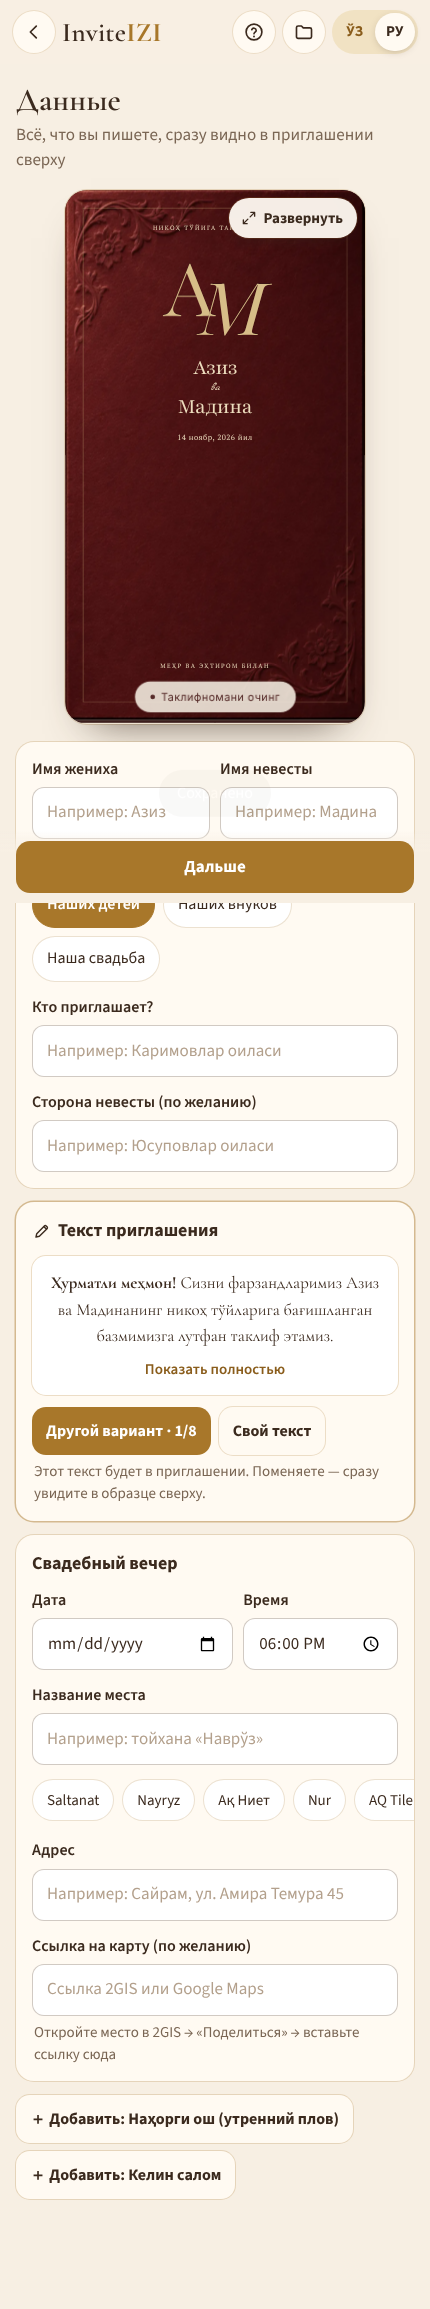 InviteIZI
ЎЗ
РУ
Данные
Всё, что вы пишете, сразу видно в приглашении
сверху
Развернуть
НИКОҲ ТЎЙИГА
АМ
Азиз
ва
Мадина
14 ноябр, 2026 йил
МЕҲР ВА ЭҲТИРОМ БИЛАН
Таклифномани очинг
Имя жениха
Имя невесты
Например: Азиз
Например: Мадина
Дальше
Наших детей
Наших внуков
Наша свадьба
Кто приглашает?
Например: Каримовлар оиласи
Сторона невесты (по желанию)
Например: Юсуповлар оиласи
Текст приглашения
Ҳурматли меҳмон! Сизни фарзандларимиз Азиз
ва Мадинанинг никоҳ тўйларига бағишланган
базмимизга лутфан таклиф этамиз.
Показать полностью
Другой вариант · 1/8
Свой текст
Этот текст будет в приглашении. Поменяете — сразу
увидите в образце сверху.
Свадебный вечер
Дата
Время
mm/dd/yyyy
06:00 PM
Название места
Например: тойхана «Наврўз»
Saltanat
Nayryz
Ақ Ниет
Nur
AQ Tile
Адрес
Например: Сайрам, ул. Амира Темура 45
Ссылка на карту (по желанию)
Ссылка 2GIS или Google Maps
Откройте место в 2GIS → «Поделиться» → вставьте
ссылку сюда
+ Добавить: Наҳорги ош (утренний плов)
+ Добавить: Келин салом